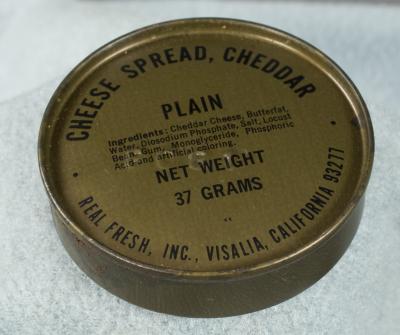 CHEESE SPREAD, CHEDDAR
PLAIN
Ingredients: Cheddar Cheese, Butterfat,
Water, Diosodium Phosphate, Salt, Locust
Bean Gum, Monoglyceride, Phosphoric
Acid and artificial coloring.
NET WEIGHT
37 GRAMS
REAL FRESH, INC., VISALIA, CALIFORNIA 93277